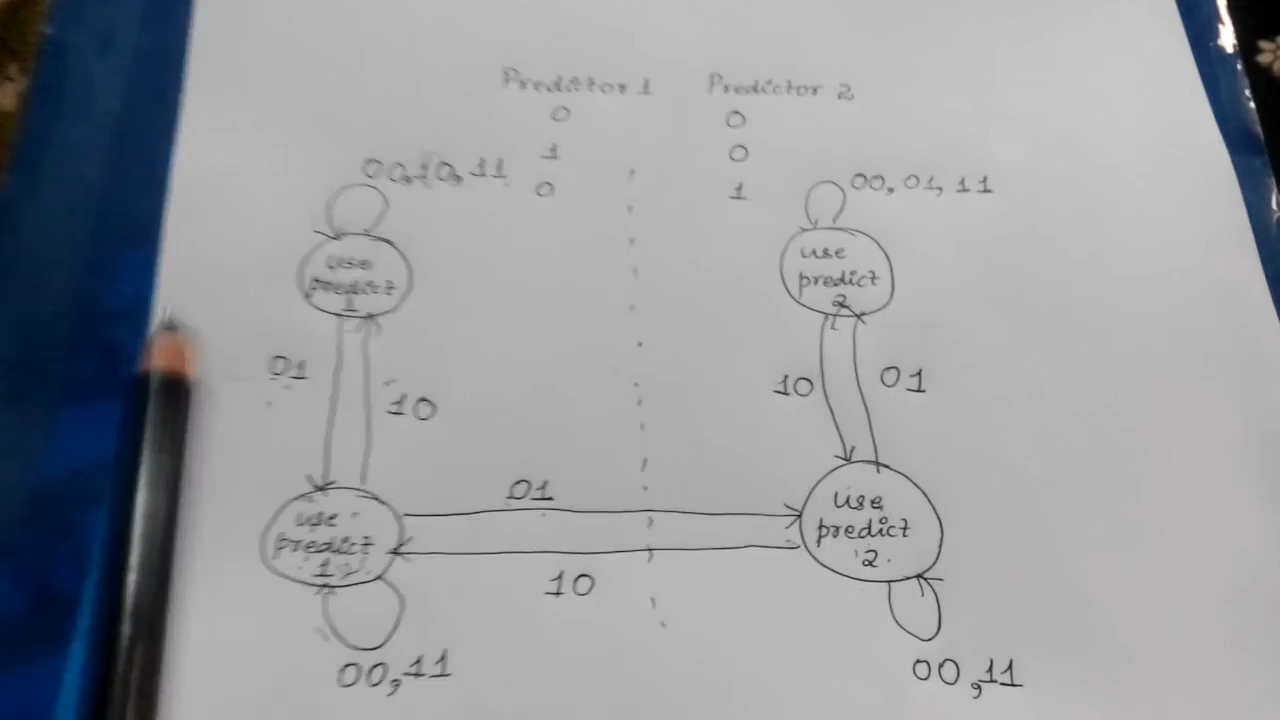 Predictor 1 Predictor 2
0 0
1 0
0 1
00,10,11
00,01,11
use
predict
1
use
predict
2
01
10
10
01
01
10
use
predict
1
use
predict
2
00,11
00,11